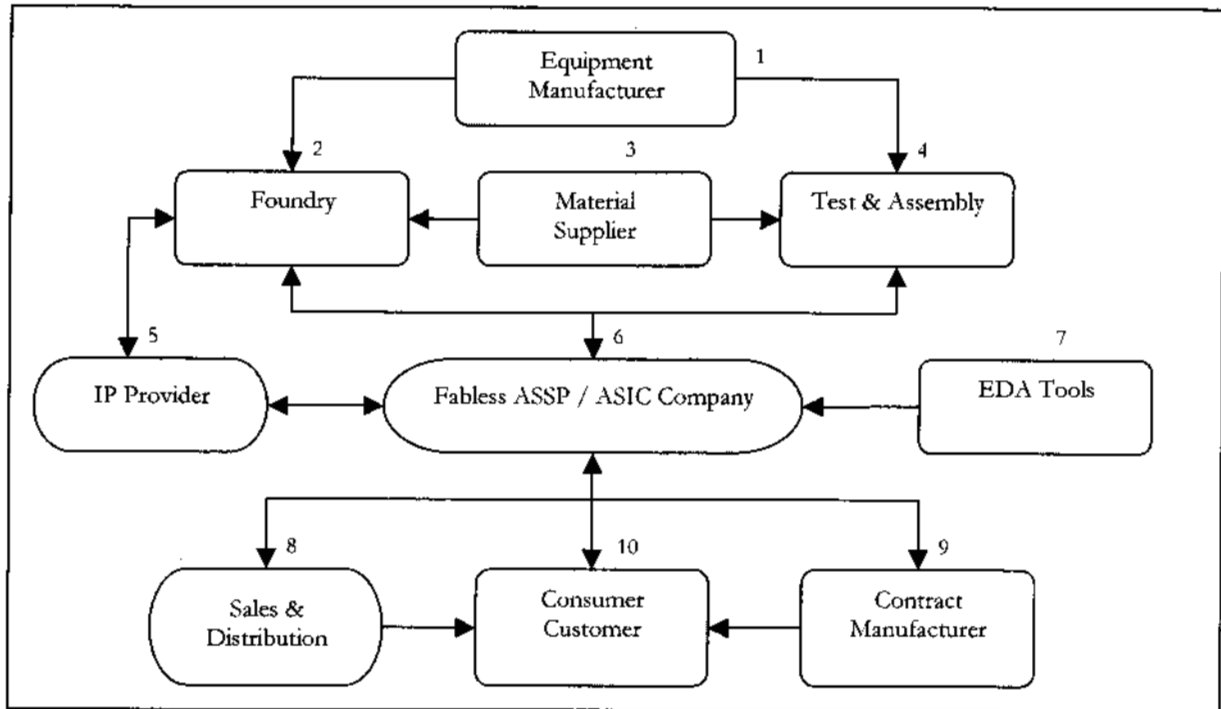 1
Equipment
Manufacturer
2
3
4
Foundry
Material
Supplier
Test & Assembly
5
6
7
IP Provider
Fabless ASSP / ASIC Company
EDA Tools
8
10
9
Sales &
Distribution
Consumer
Customer
Contract
Manufacturer